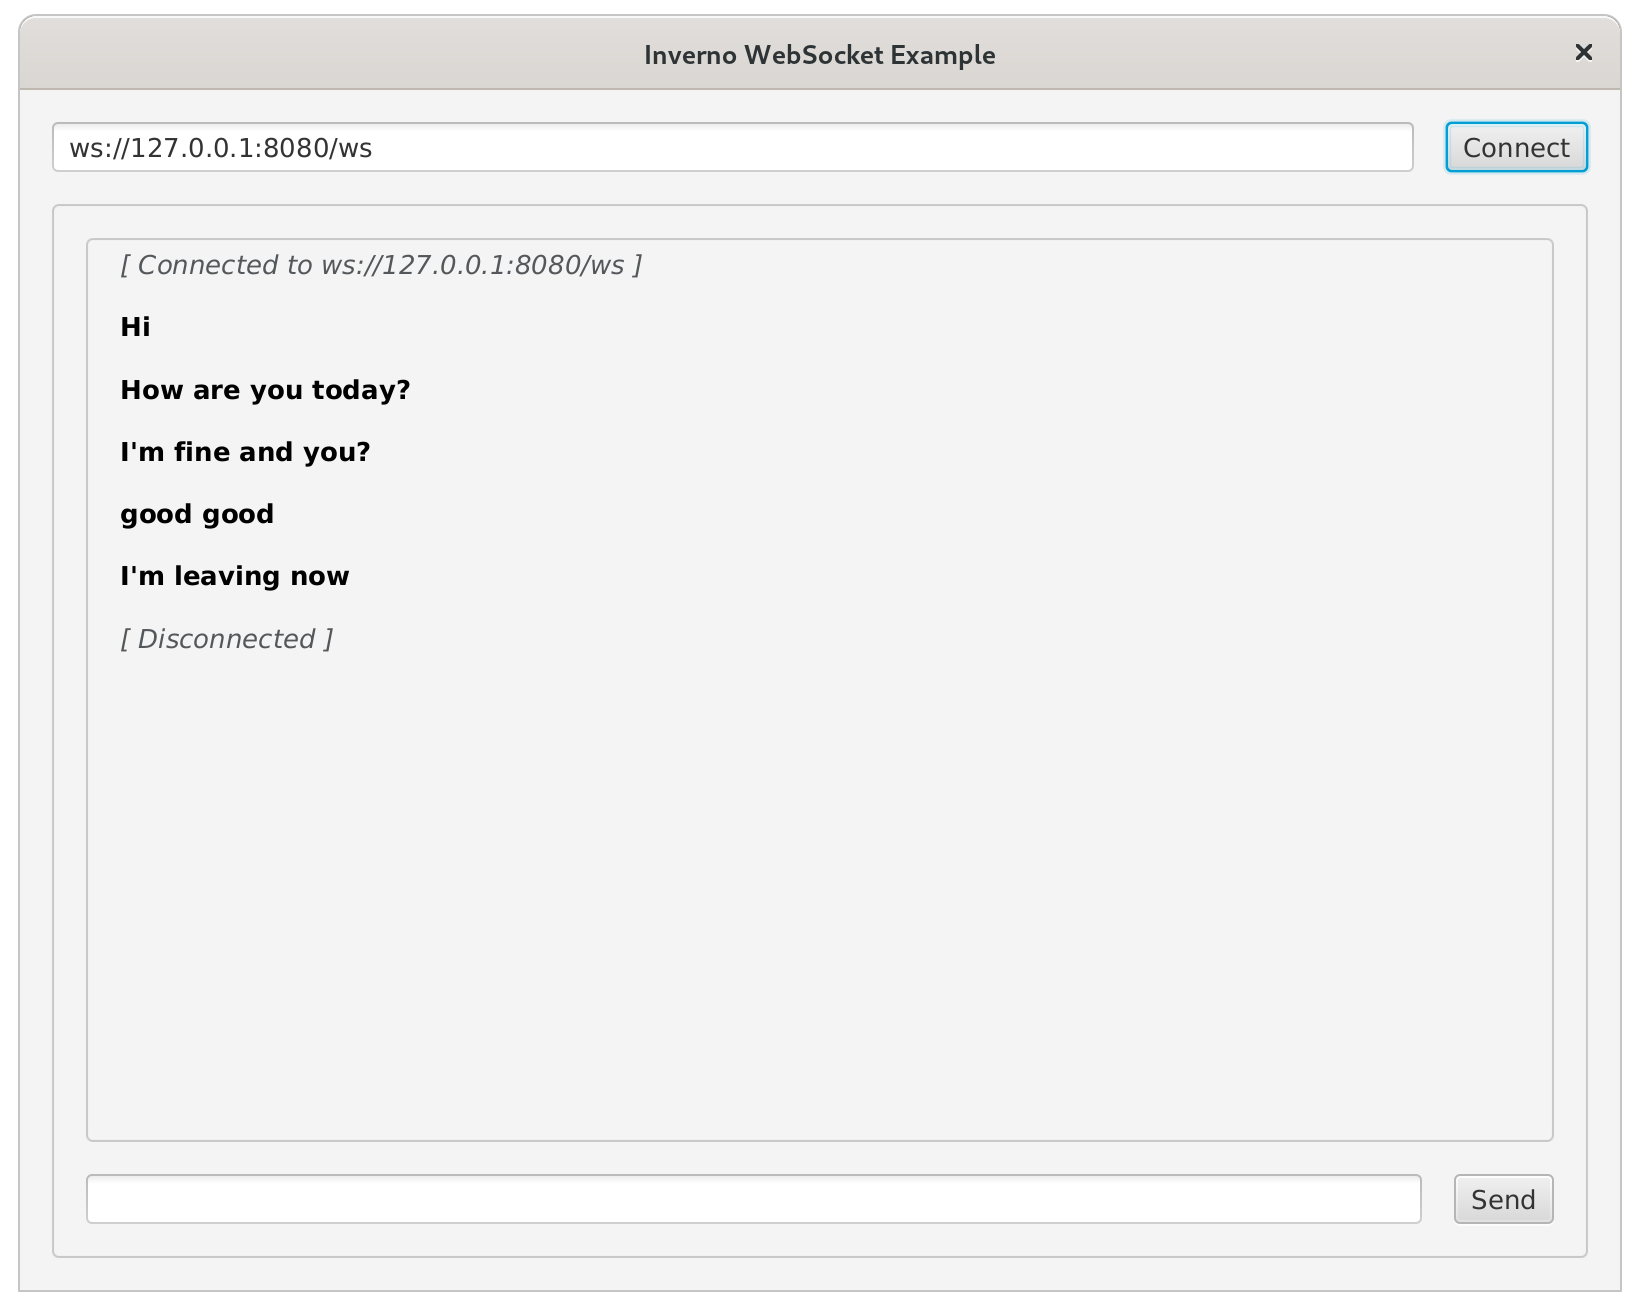 Inverno WebSocket Example
ws://127.0.0.1:8080/ws
Connect
[ Connected to ws://127.0.0.1:8080/ws ]
Hi
How are you today?
I'm fine and you?
good good
I'm leaving now
[ Disconnected ]
Send